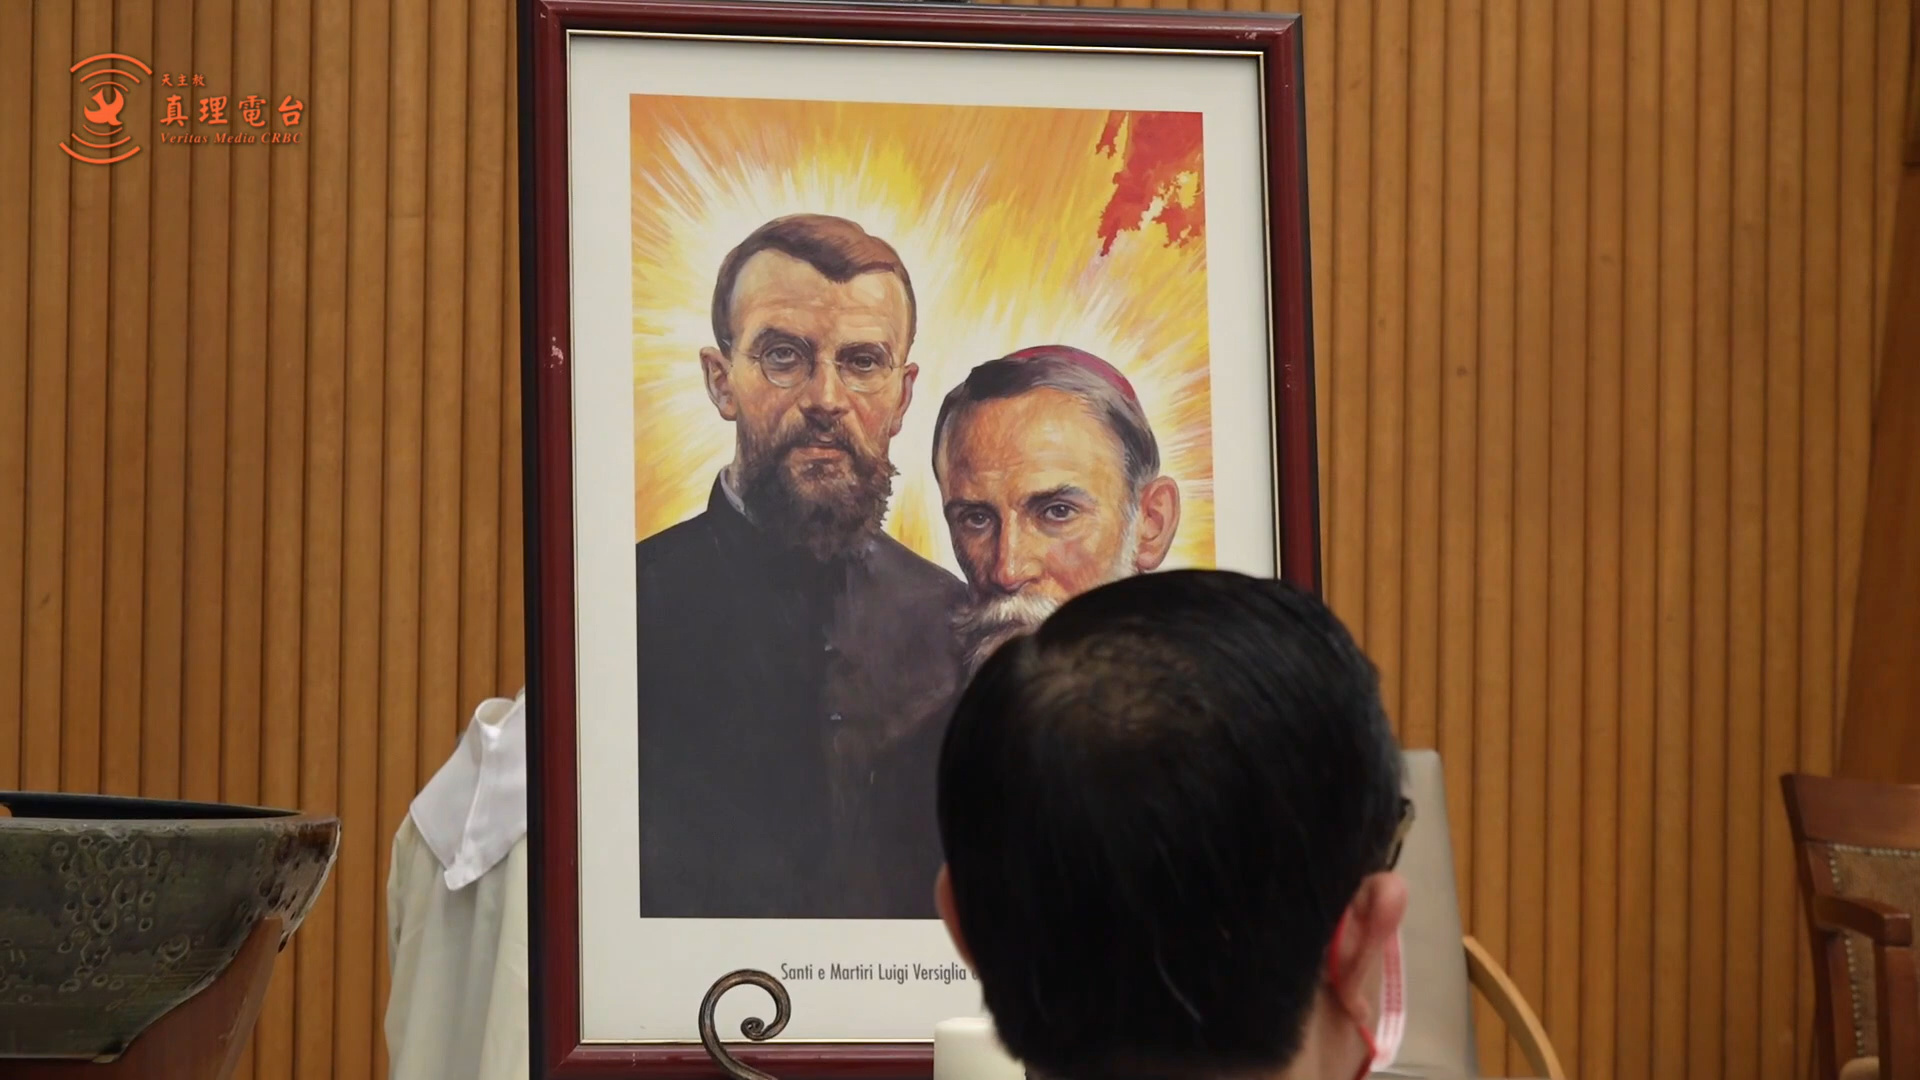 天主教
真理電台
Veritas Media CRBC
Santi e Martiri Luigi Versiglia